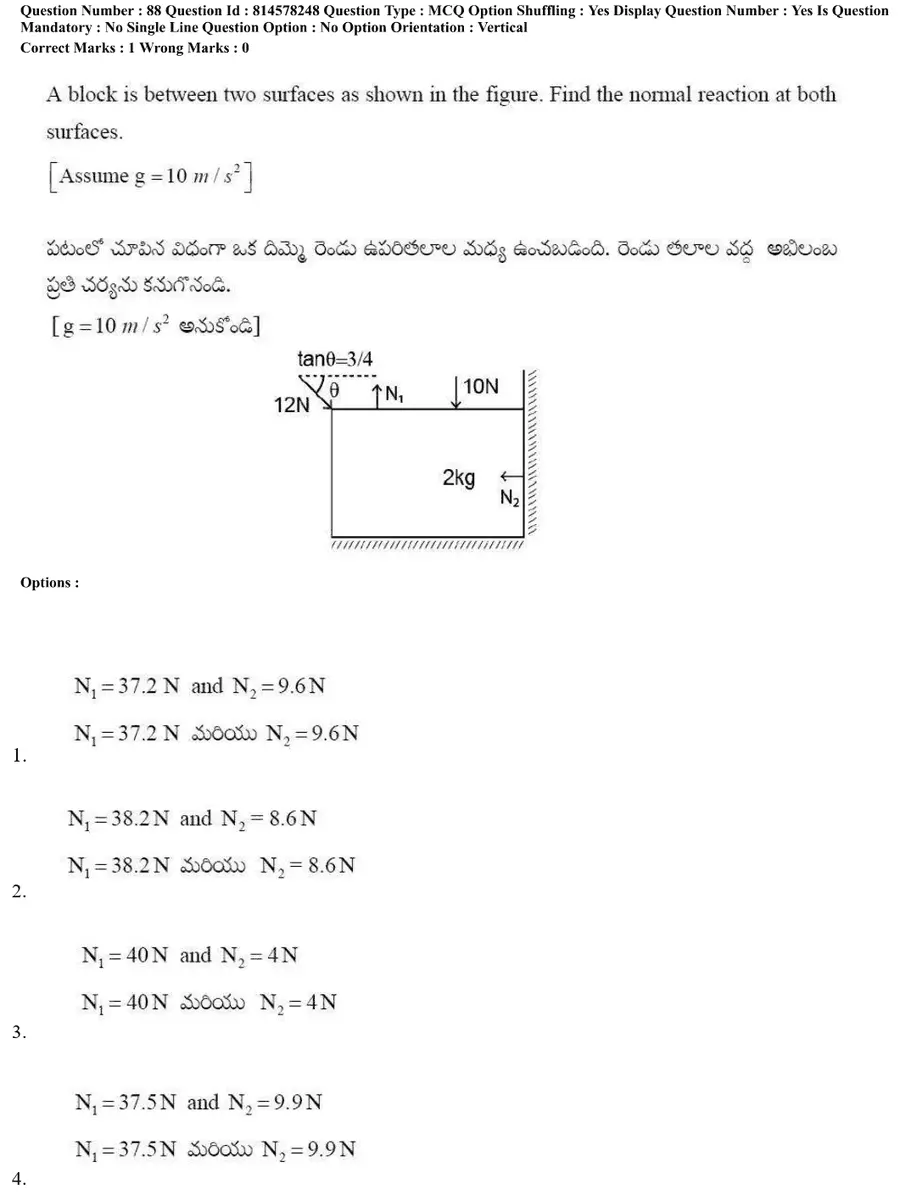 Question Number : 88 Question Id : 814578248 Question Type : MCQ Option Shuffling : Yes Display Question Number : Yes Is Question
Mandatory : No Single Line Question Option : No Option Orientation : Vertical
Correct Marks : 1 Wrong Marks : 0
A block is between two surfaces as shown in the figure. Find the normal reaction at both
surfaces.
[Assume g = 10 m / s²]
పటంలో చూపిన విధంగా ఒక దిమ్మె రెండు ఉపరితలాల మధ్య ఉంచబడింది. రెండు తలాల వద్ద అభిలంబ
ప్రతి చర్యను కనుగొనండి.
[g = 10 m / s² అనుకోండి]
tanθ=3/4
θ
N₁
10N
12N
2kg
N₂
Options :
N₁ = 37.2 N and N₂ = 9.6 N
N₁ = 37.2 N మరియు N₂ = 9.6 N
1.
N₁ = 38.2 N and N₂ = 8.6 N
N₁ = 38.2 N మరియు N₂ = 8.6 N
2.
N₁ = 40 N and N₂ = 4 N
N₁ = 40 N మరియు N₂ = 4 N
3.
N₁ = 37.5 N and N₂ = 9.9 N
N₁ = 37.5 N మరియు N₂ = 9.9 N
4.